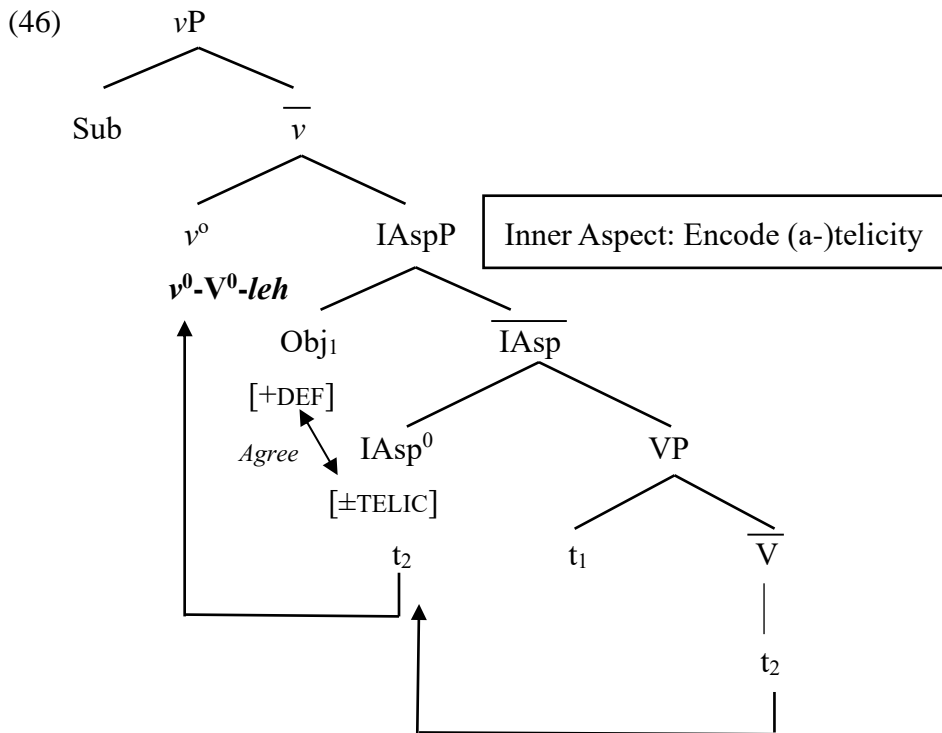 (46) vP
Sub v̅
vᵒ IAspP Inner Aspect: Encode (a-)telicity
v⁰-V⁰-leh
Obj₁ I̅A̅s̅p̅
[+DEF]
Agree IAsp⁰ VP
[±TELIC]
t₂ t₁ V̅
t₂